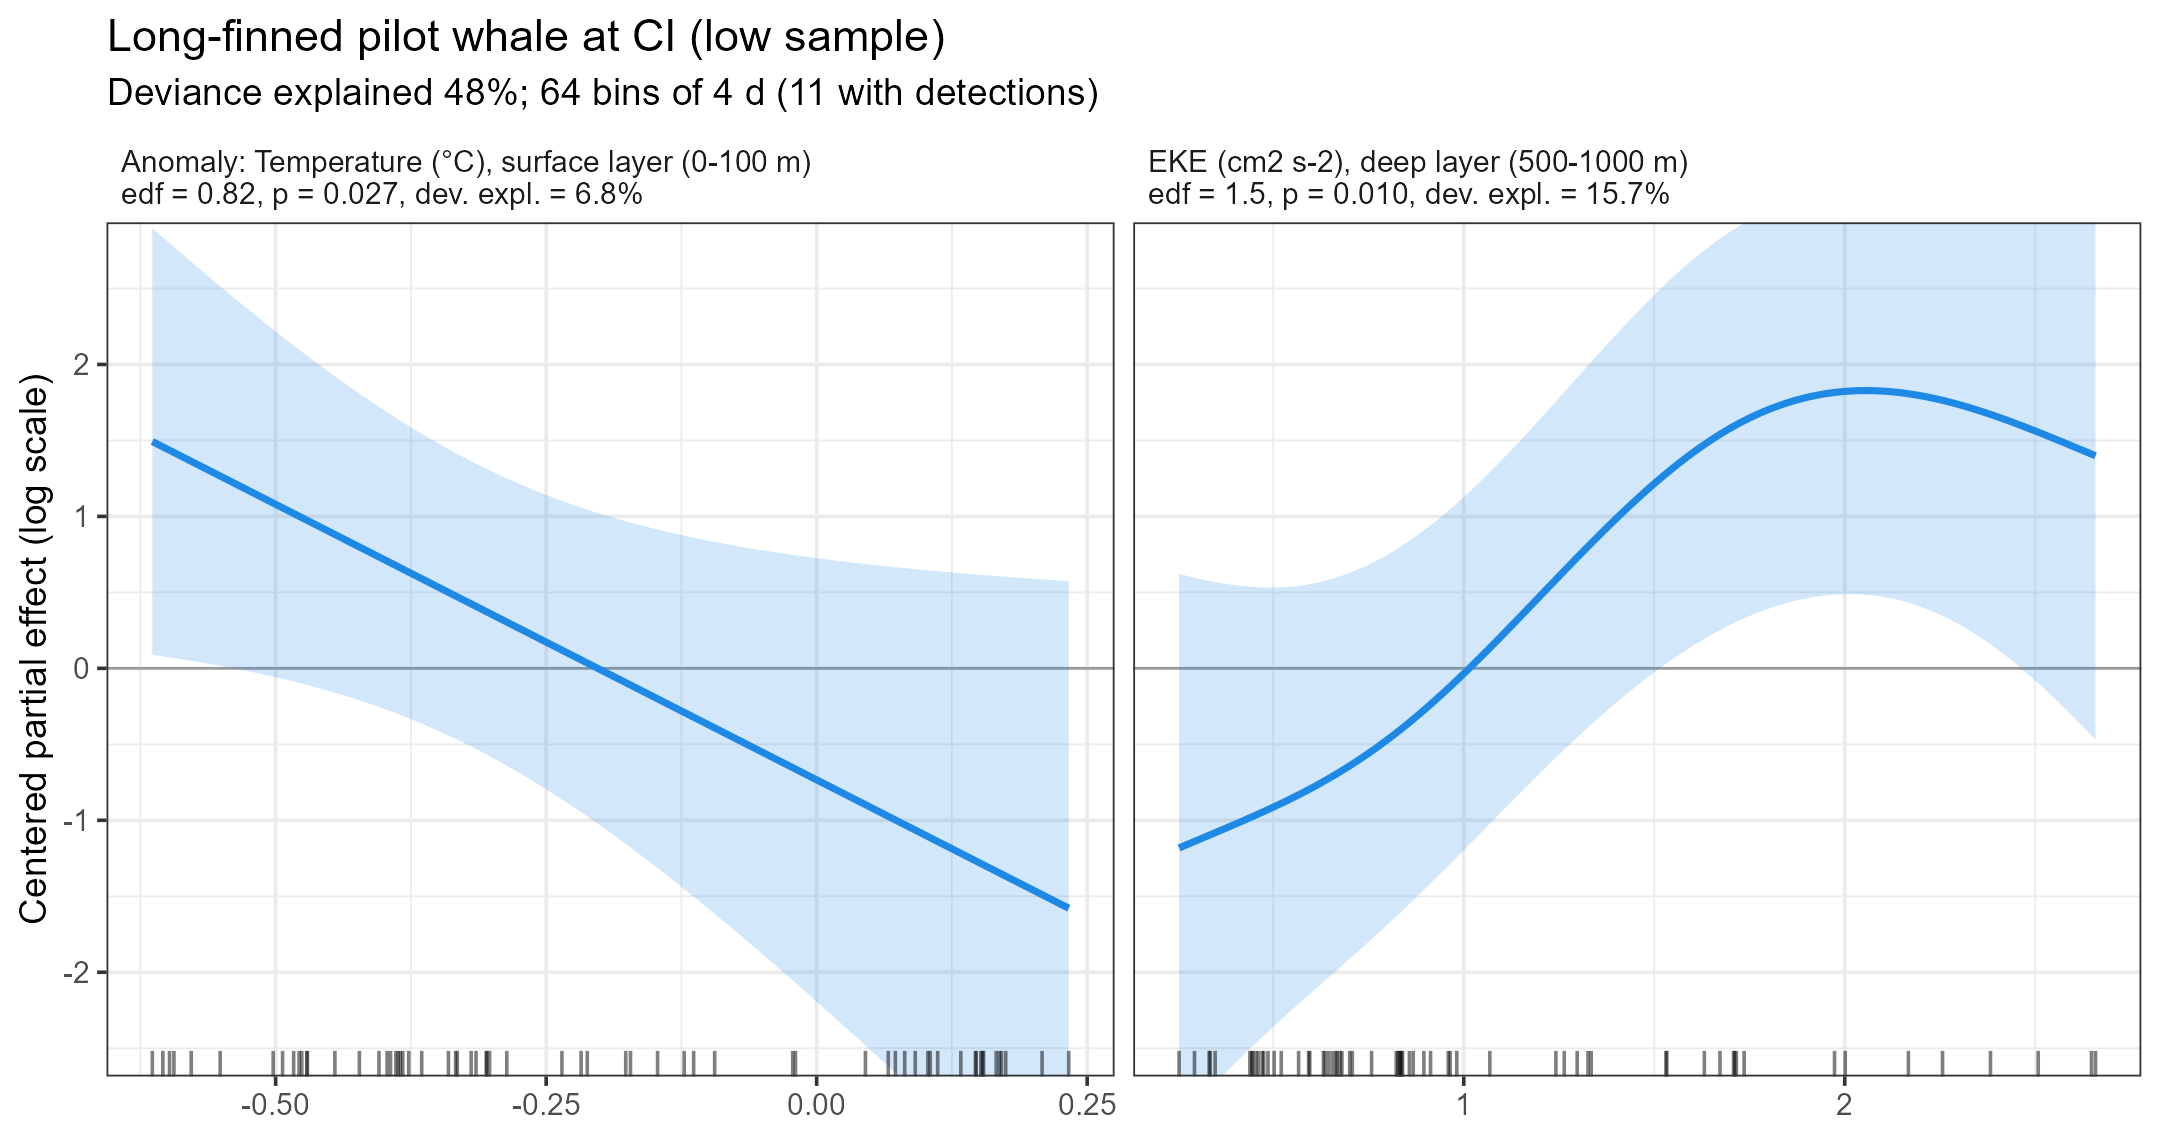 Long-finned pilot whale at CI (low sample)
Deviance explained 48%; 64 bins of 4 d (11 with detections)
Anomaly: Temperature (°C), surface layer (0-100 m)
edf = 0.82, p = 0.027, dev. expl. = 6.8%
EKE (cm2 s-2), deep layer (500-1000 m)
edf = 1.5, p = 0.010, dev. expl. = 15.7%
Centered partial effect (log scale)
2
1
0
-1
-2
-0.50
-0.25
0.00
0.25
1
2